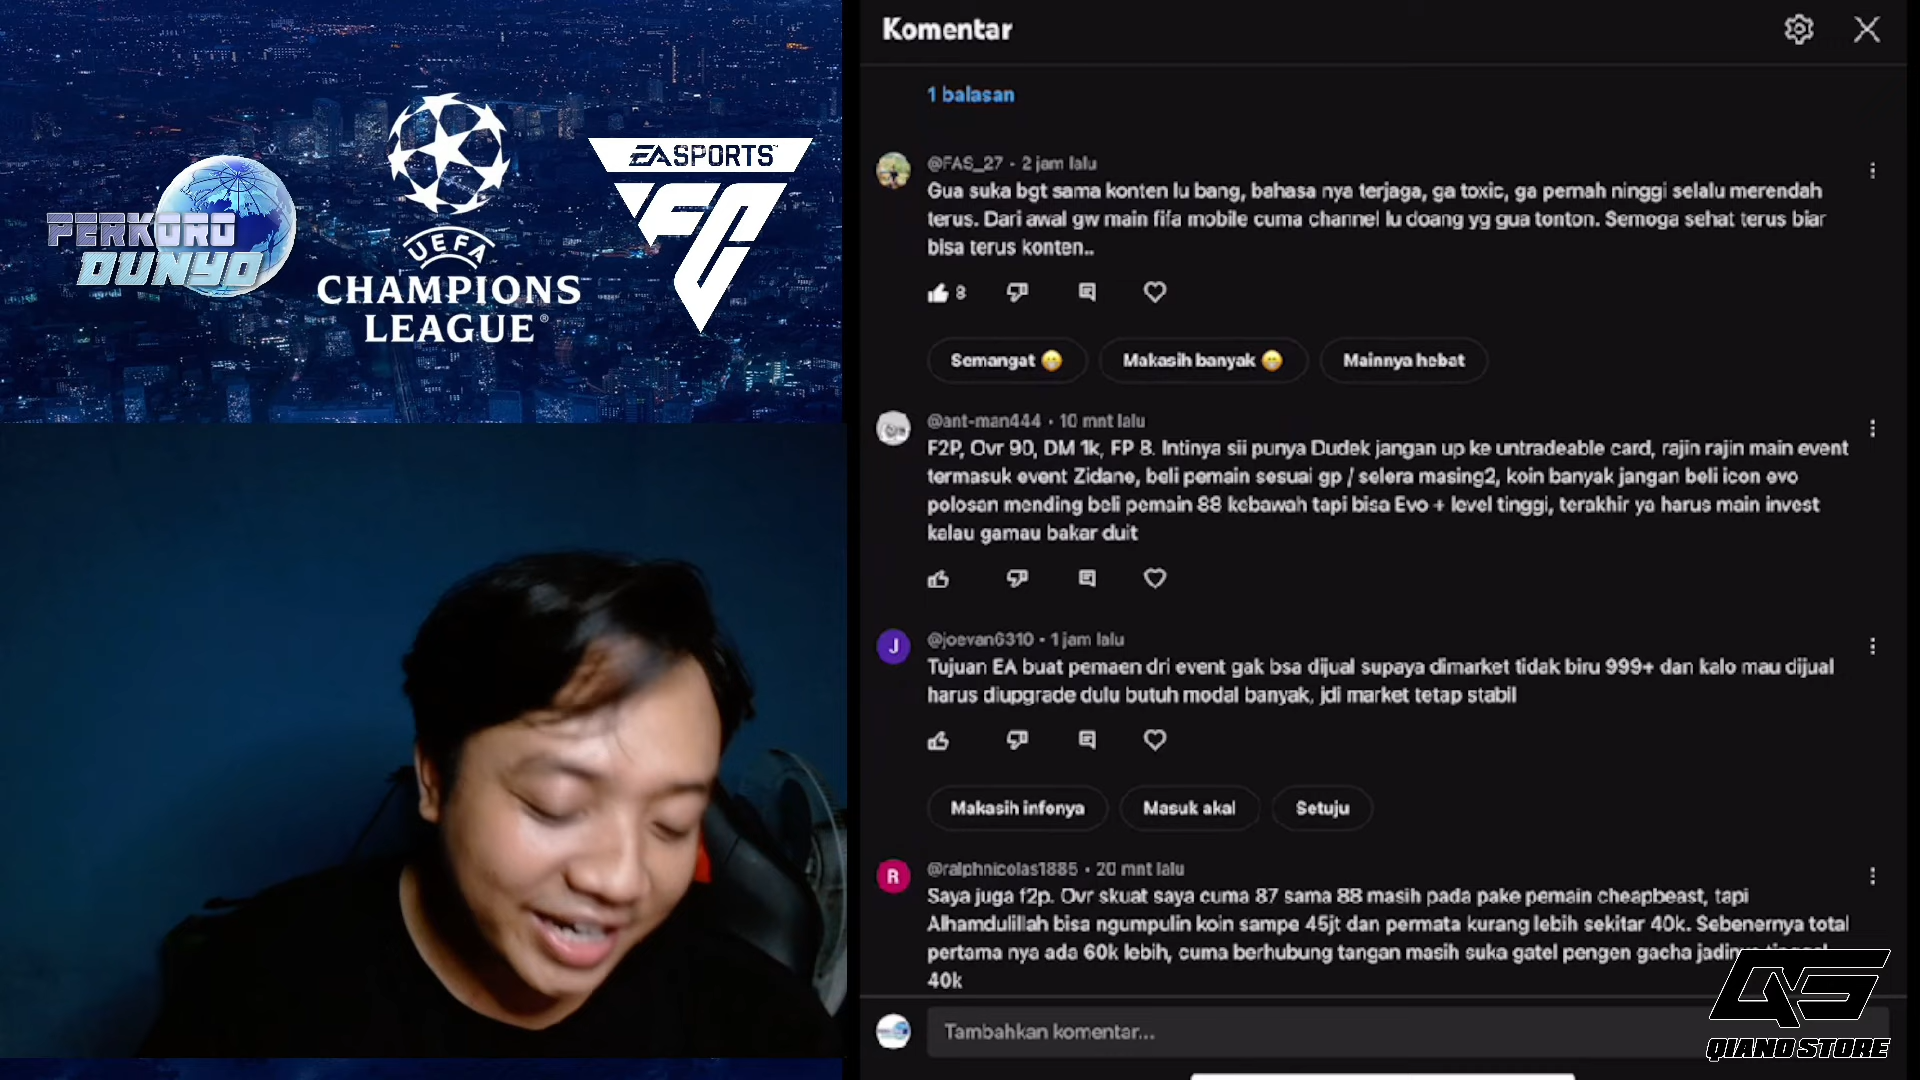 PERKORO
DUNYO
UEFA
CHAMPIONS
LEAGUE®
EA SPORTS™
FC
Komentar
1 balasan
@FAS_27 • 2 jam lalu
Gua suka bgt sama konten lu bang, bahasa nya terjaga, ga toxic, ga pernah ninggi selalu merendah
terus. Dari awal gw main fifa mobile cuma channel lu doang yg gua tonton. Semoga sehat terus biar
bisa terus konten..
8
Semangat 😁
Makasih banyak 😁
Mainnya hebat
@ant-man444 • 10 mnt lalu
F2P, Ovr 90, DM 1k, FP 8. Intinya sii punya Dudek jangan up ke untradeable card, rajin rajin main event
termasuk event Zidane, beli pemain sesuai gp / selera masing2, koin banyak jangan beli icon evo
polosan mending beli pemain 88 kebawah tapi bisa Evo + level tinggi, terakhir ya harus main invest
kalau gamau bakar duit
J
@joevan6310 • 1 jam lalu
Tujuan EA buat pemaen dri event gak bsa dijual supaya dimarket tidak biru 999+ dan kalo mau dijual
harus diupgrade dulu butuh modal banyak, jdi market tetap stabil
Makasih infonya
Masuk akal
Setuju
R
@ralphnicolas1885 • 20 mnt lalu
Saya juga f2p. Ovr skuat saya cuma 87 sama 88 masih pada pake pemain cheapbeast, tapi
Alhamdulillah bisa ngumpulin koin sampe 45jt dan permata kurang lebih sekitar 40k. Sebenernya total
pertama nya ada 60k lebih, cuma berhubung tangan masih suka gatel pengen gacha
40k
Tambahkan komentar...
QS
QIANO STORE